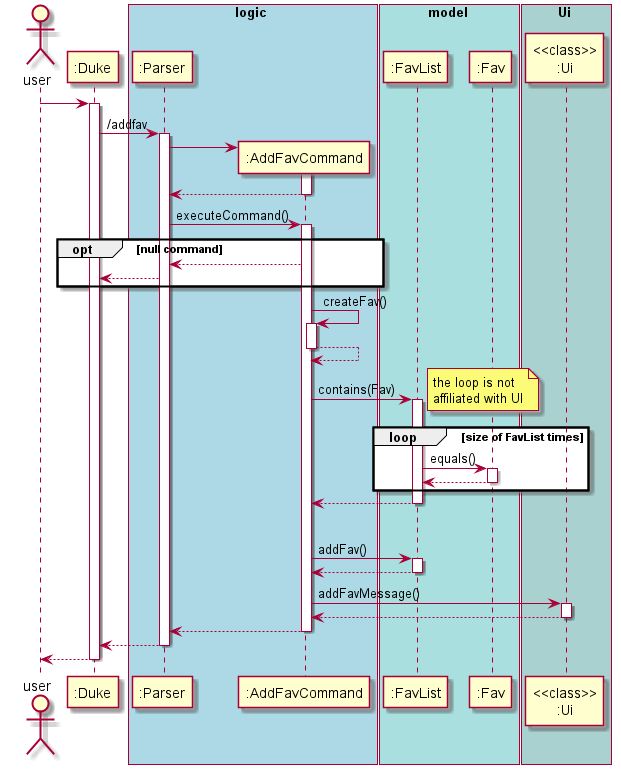 logic
model
Ui
user
:Duke
:Parser
:FavList
:Fav
<<class>>
:Ui
/addfav
:AddFavCommand
executeCommand()
opt
[null command]
createFav()
contains(Fav)
the loop is not
affiliated with UI
loop
[size of FavList times]
equals()
addFav()
addFavMessage()
user
:Duke
:Parser
:AddFavCommand
:FavList
:Fav
<<class>>
:Ui